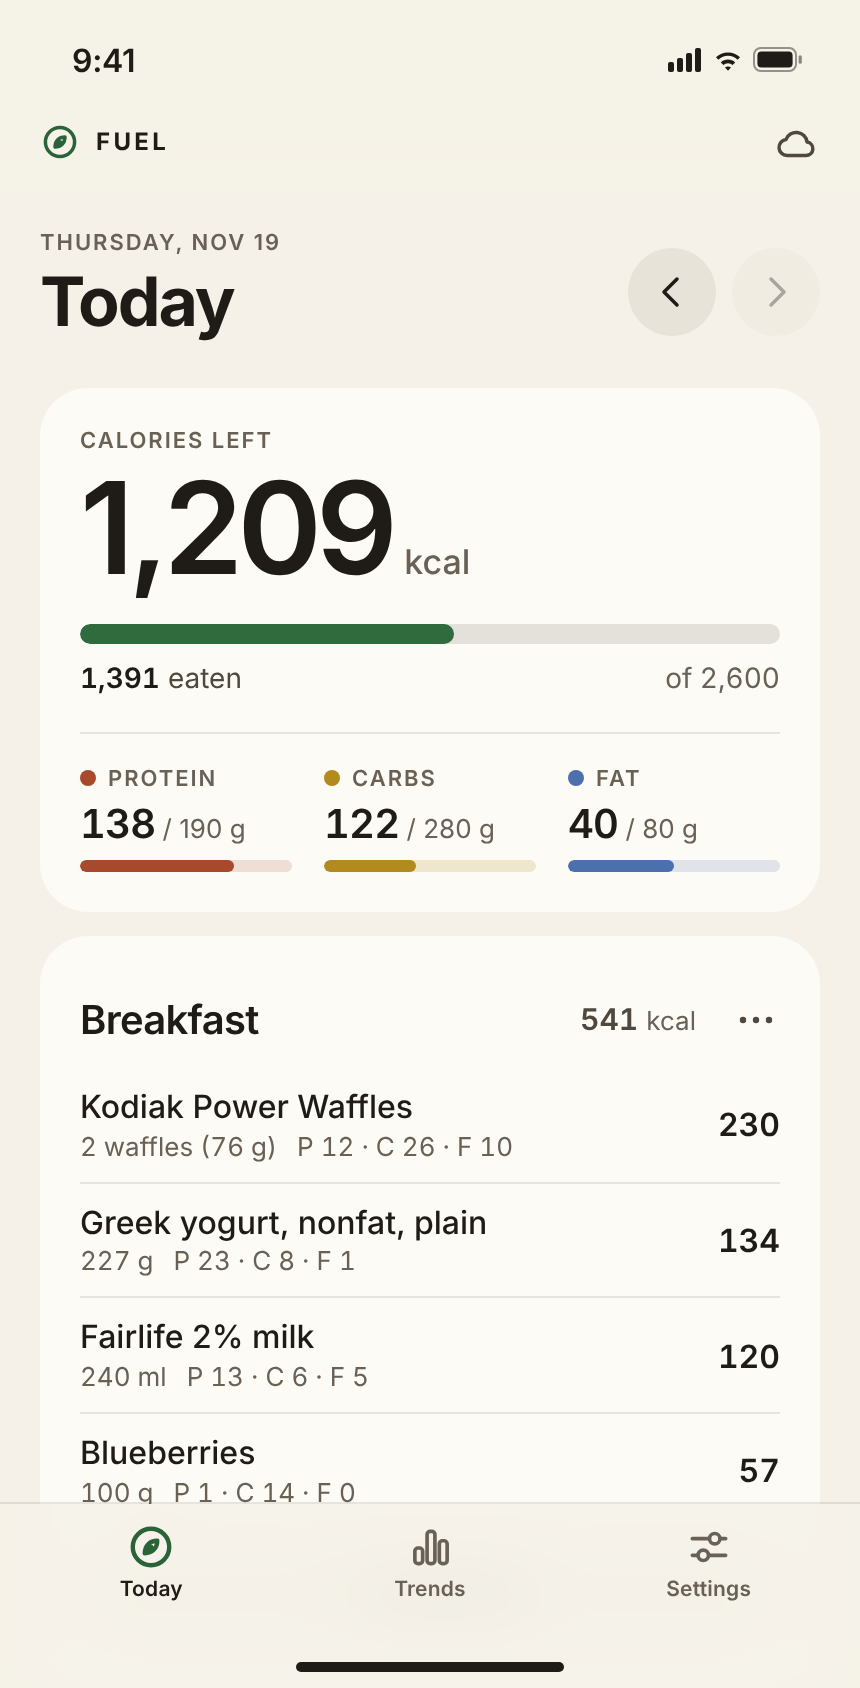 9:41
FUEL
THURSDAY, NOV 19
Today
CALORIES LEFT
1,209 kcal
1,391 eaten of 2,600
PROTEIN CARBS FAT
138 / 190 g 122 / 280 g 40 / 80 g
Breakfast 541 kcal
Kodiak Power Waffles 230
2 waffles (76 g) P 12 · C 26 · F 10
Greek yogurt, nonfat, plain 134
227 g P 23 · C 8 · F 1
Fairlife 2% milk 120
240 ml P 13 · C 6 · F 5
Blueberries 57
100 g P 1 · C 14 · F 0
Today Trends Settings